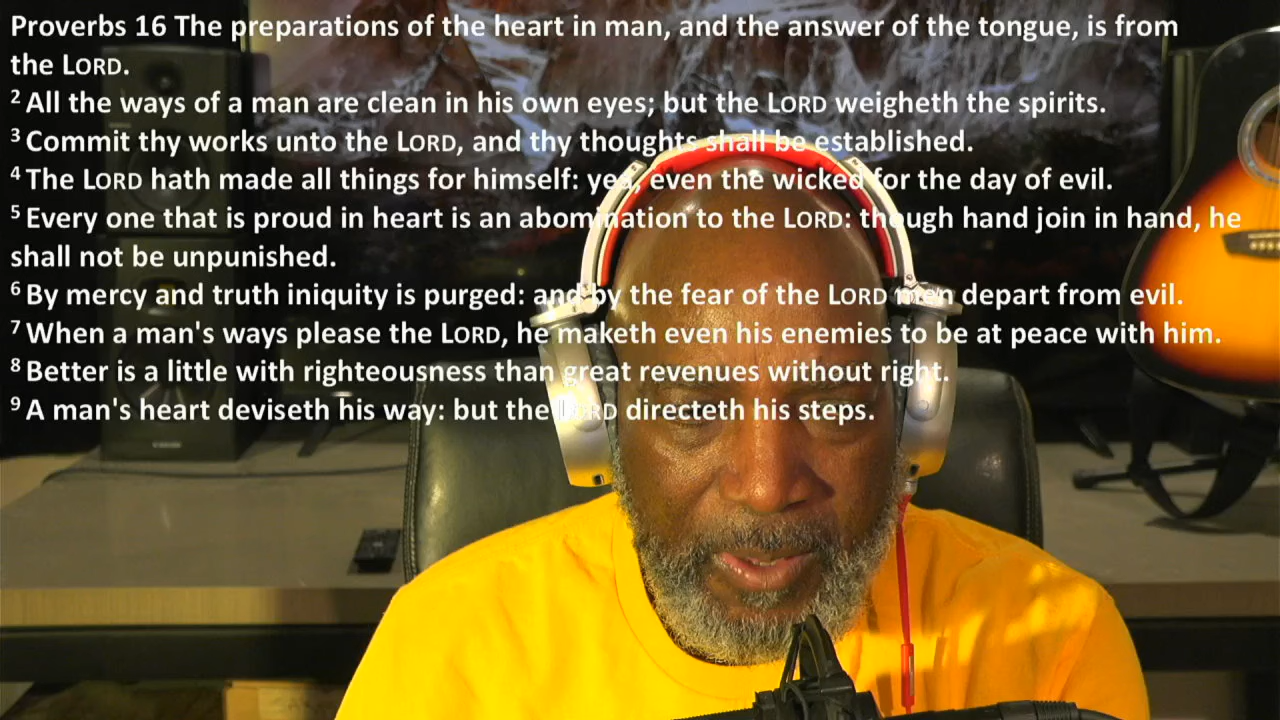 Proverbs 16 The preparations of the heart in man, and the answer of the tongue, is from
the LORD.
2 All the ways of a man are clean in his own eyes; but the LORD weigheth the spirits.
3 Commit thy works unto the LORD, and thy thoughts shall be established.
4 The LORD hath made all things for himself: yea, even the wicked for the day of evil.
5 Every one that is proud in heart is an abomination to the LORD: though hand join in hand, he
shall not be unpunished.
6 By mercy and truth iniquity is purged: and by the fear of the LORD men depart from evil.
7 When a man's ways please the LORD, he maketh even his enemies to be at peace with him.
8 Better is a little with righteousness than great revenues without right.
9 A man's heart deviseth his way: but the LORD directeth his steps.